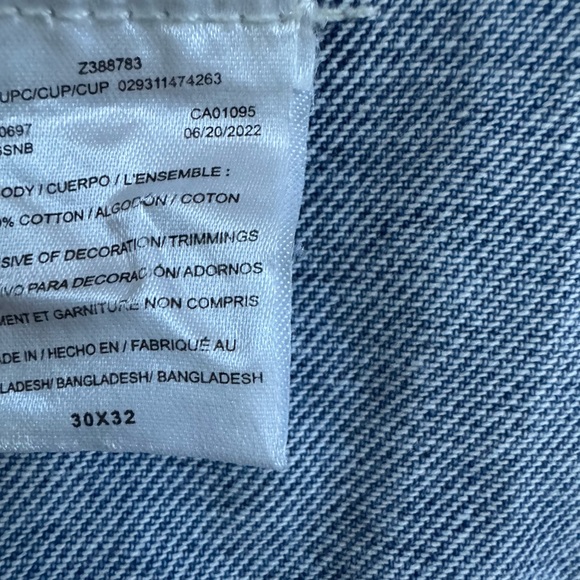 Z388783
UPC/CUP/CUP 029311474263
0697 CA01095
SNB 06/20/2022
ODY / CUERPO / L'ENSEMBLE :
% COTTON / ALGODÓN / COTON
SIVE OF DECORATION/ TRIMMINGS
IVO PARA DECORACIÓN/ ADORNOS
MENT ET GARNITURE NON COMPRIS
ADE IN / HECHO EN / FABRIQUÉ AU
LADESH/ BANGLADESH/ BANGLADESH
30X32